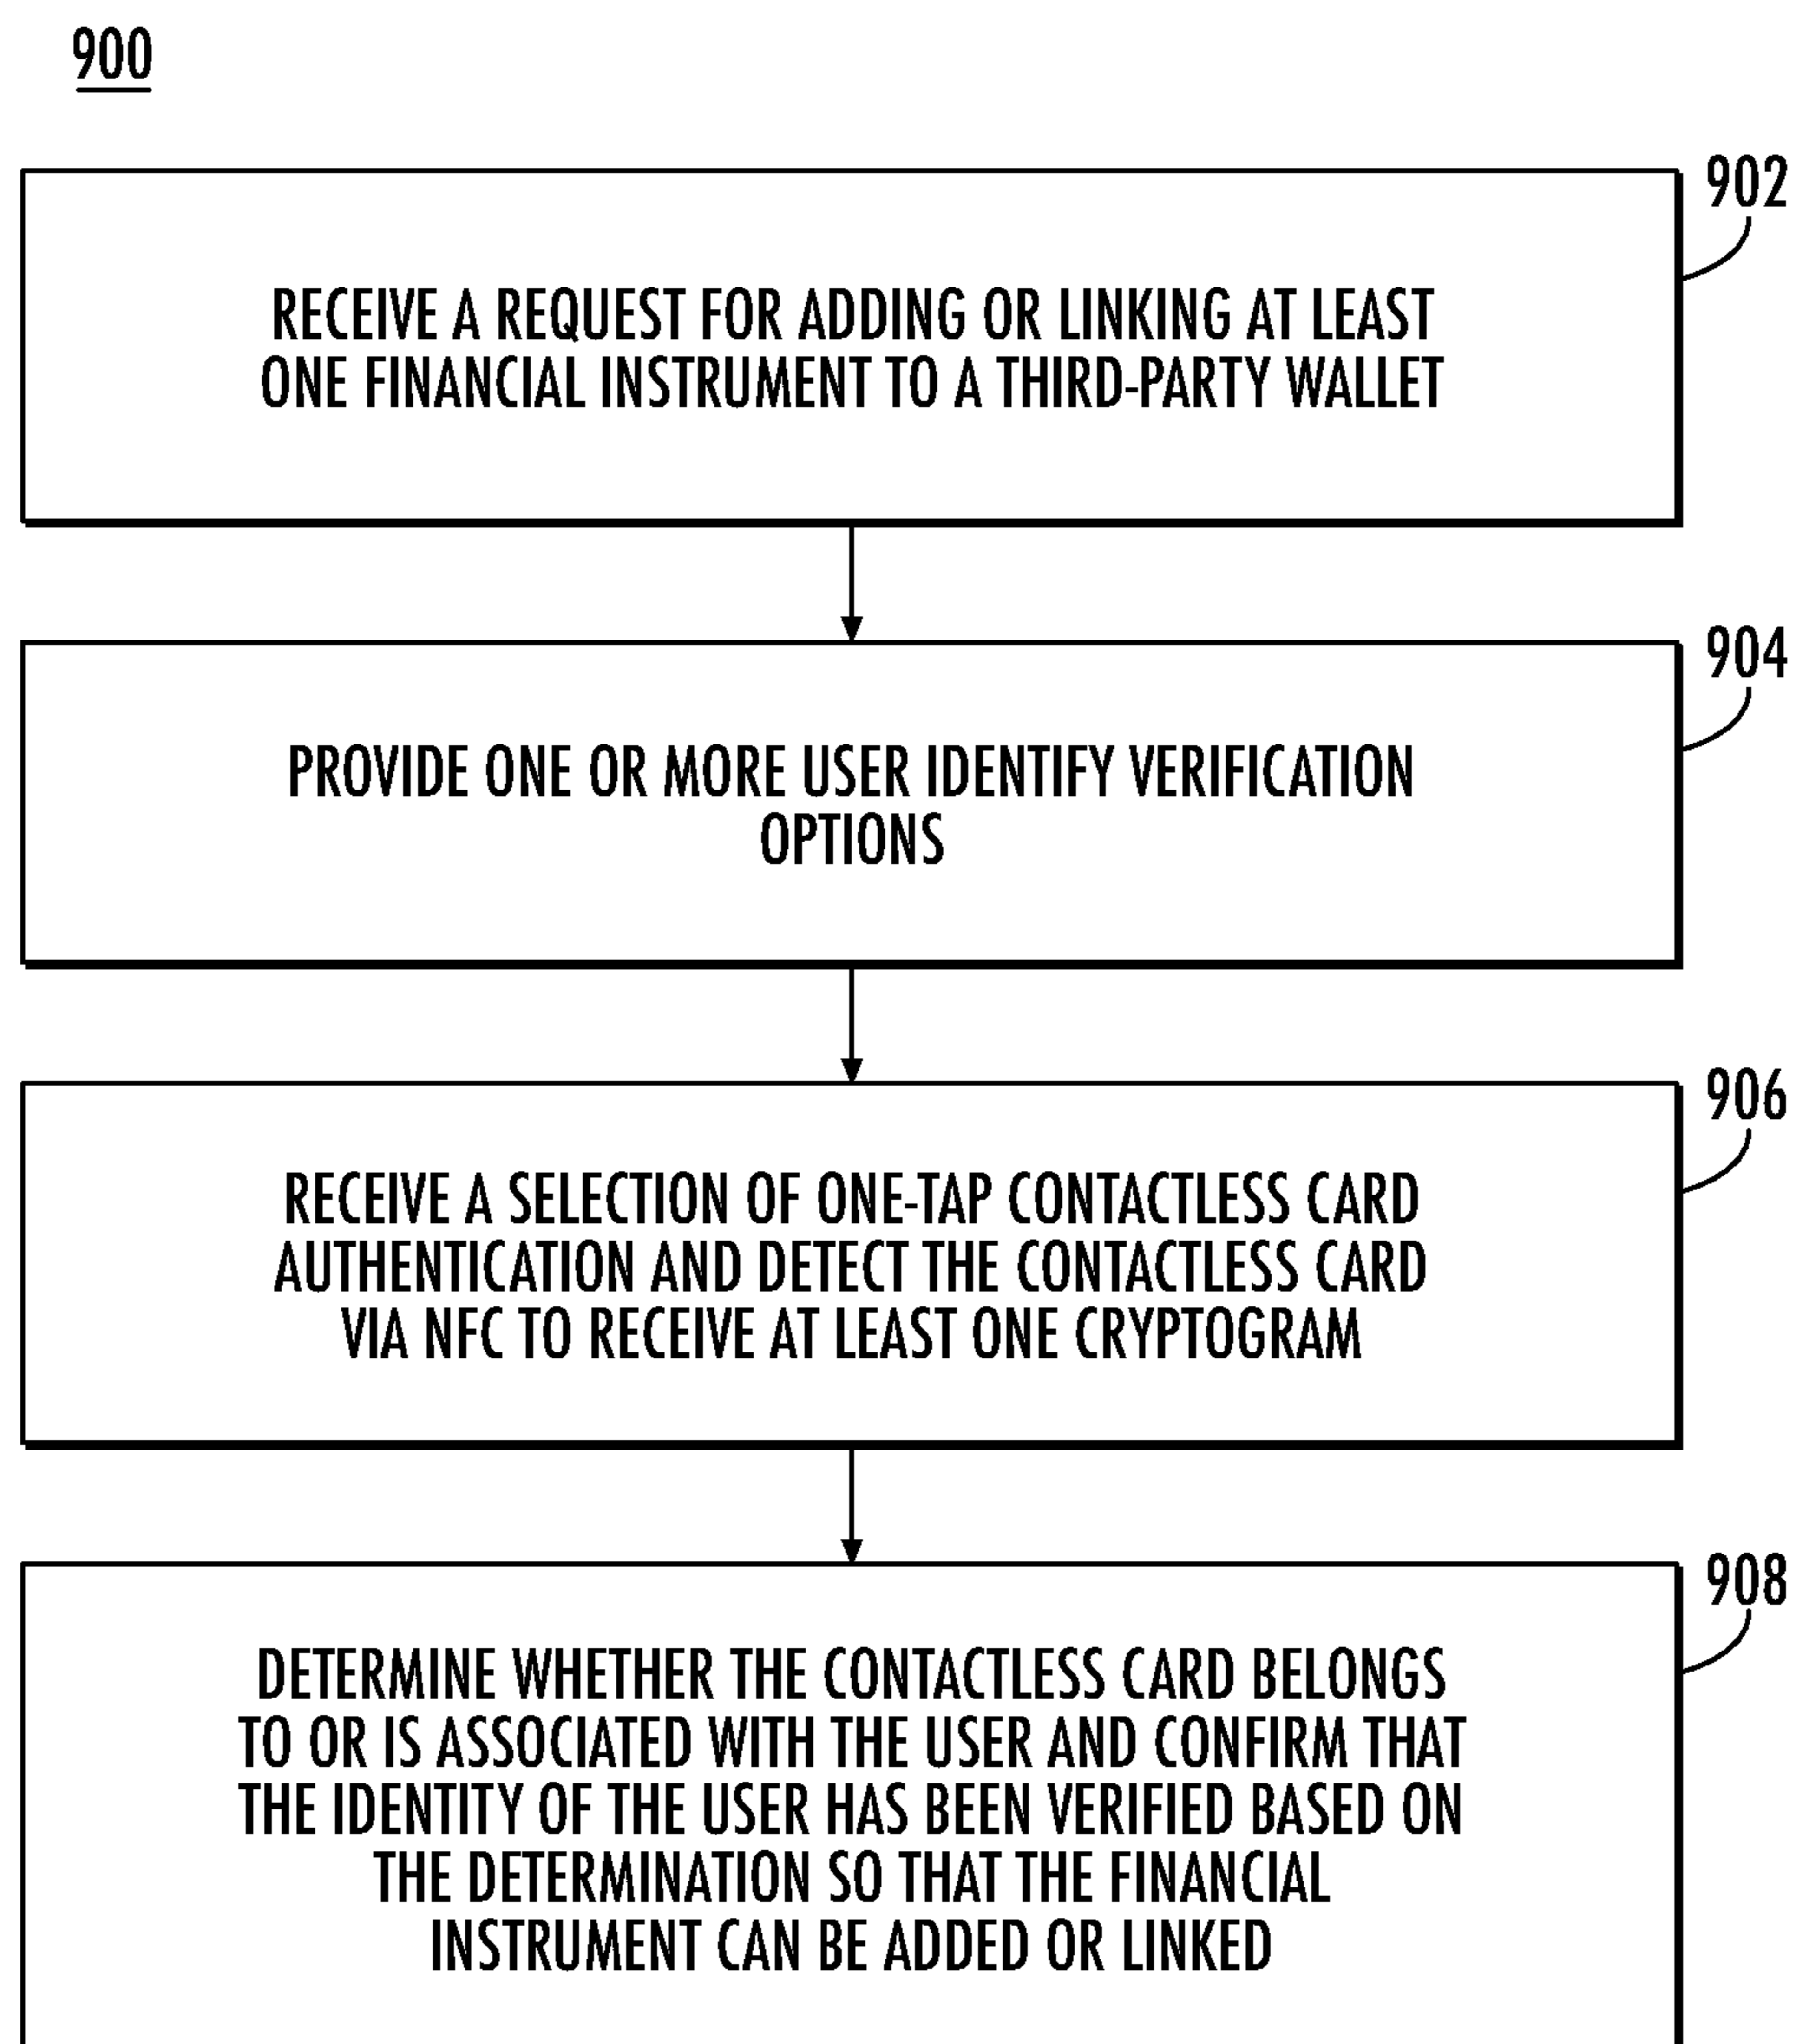 900
902
RECEIVE A REQUEST FOR ADDING OR LINKING AT LEAST
ONE FINANCIAL INSTRUMENT TO A THIRD-PARTY WALLET
904
PROVIDE ONE OR MORE USER IDENTIFY VERIFICATION
OPTIONS
906
RECEIVE A SELECTION OF ONE-TAP CONTACTLESS CARD
AUTHENTICATION AND DETECT THE CONTACTLESS CARD
VIA NFC TO RECEIVE AT LEAST ONE CRYPTOGRAM
908
DETERMINE WHETHER THE CONTACTLESS CARD BELONGS
TO OR IS ASSOCIATED WITH THE USER AND CONFIRM THAT
THE IDENTITY OF THE USER HAS BEEN VERIFIED BASED ON
THE DETERMINATION SO THAT THE FINANCIAL
INSTRUMENT CAN BE ADDED OR LINKED